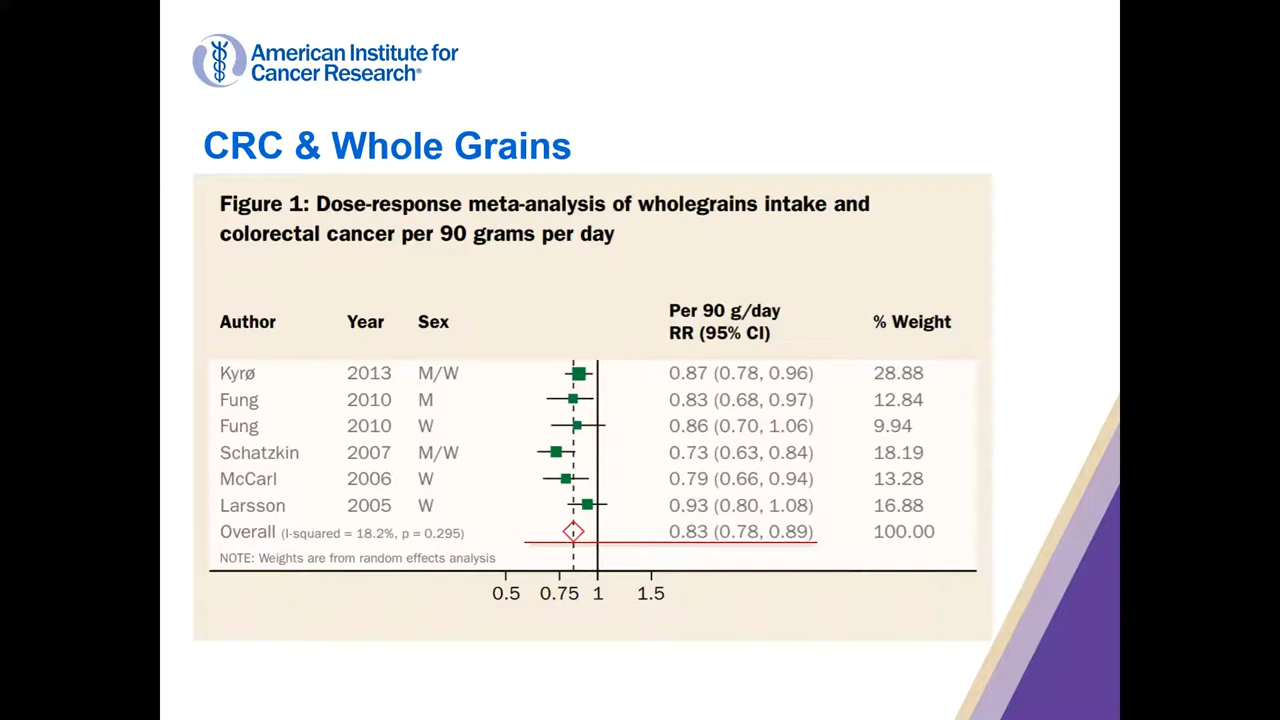 American Institute for
Cancer Research®
CRC & Whole Grains
Figure 1: Dose-response meta-analysis of wholegrains intake and
colorectal cancer per 90 grams per day
Author Year Sex Per 90 g/day RR (95% CI) % Weight
Kyrø 2013 M/W 0.87 (0.78, 0.96) 28.88
Fung 2010 M 0.83 (0.68, 0.97) 12.84
Fung 2010 W 0.86 (0.70, 1.06) 9.94
Schatzkin 2007 M/W 0.73 (0.63, 0.84) 18.19
McCarl 2006 W 0.79 (0.66, 0.94) 13.28
Larsson 2005 W 0.93 (0.80, 1.08) 16.88
Overall (I-squared = 18.2%, p = 0.295) 0.83 (0.78, 0.89) 100.00
NOTE: Weights are from random effects analysis
0.5 0.75 1 1.5